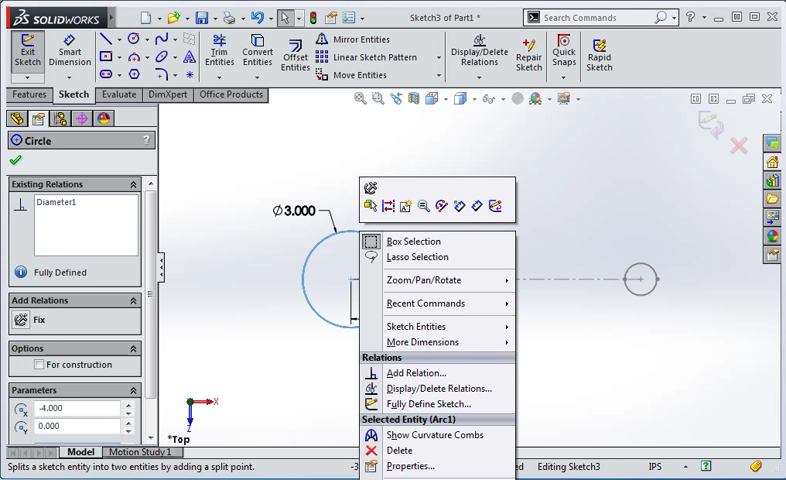 SOLIDWORKS
Sketch3 of Part1 *
Search Commands
Exit Sketch
Smart Dimension
Trim Entities
Convert Entities
Offset Entities
Mirror Entities
Linear Sketch Pattern
Move Entities
Display/Delete Relations
Repair Sketch
Quick Snaps
Rapid Sketch
Features
Sketch
Evaluate
DimXpert
Office Products
Circle
?
Existing Relations
Diameter1
Fully Defined
Add Relations
Fix
Options
For construction
Parameters
-4.000
0.000
Ø3.000
Box Selection
Lasso Selection
Zoom/Pan/Rotate
Recent Commands
Sketch Entities
More Dimensions
Relations
Add Relation...
Display/Delete Relations...
Fully Define Sketch...
Selected Entity (Arc1)
Show Curvature Combs
Delete
Properties...
X
Z
*Top
Model
Motion Study 1
Splits a sketch entity into two entities by adding a split point.
Editing Sketch3
IPS